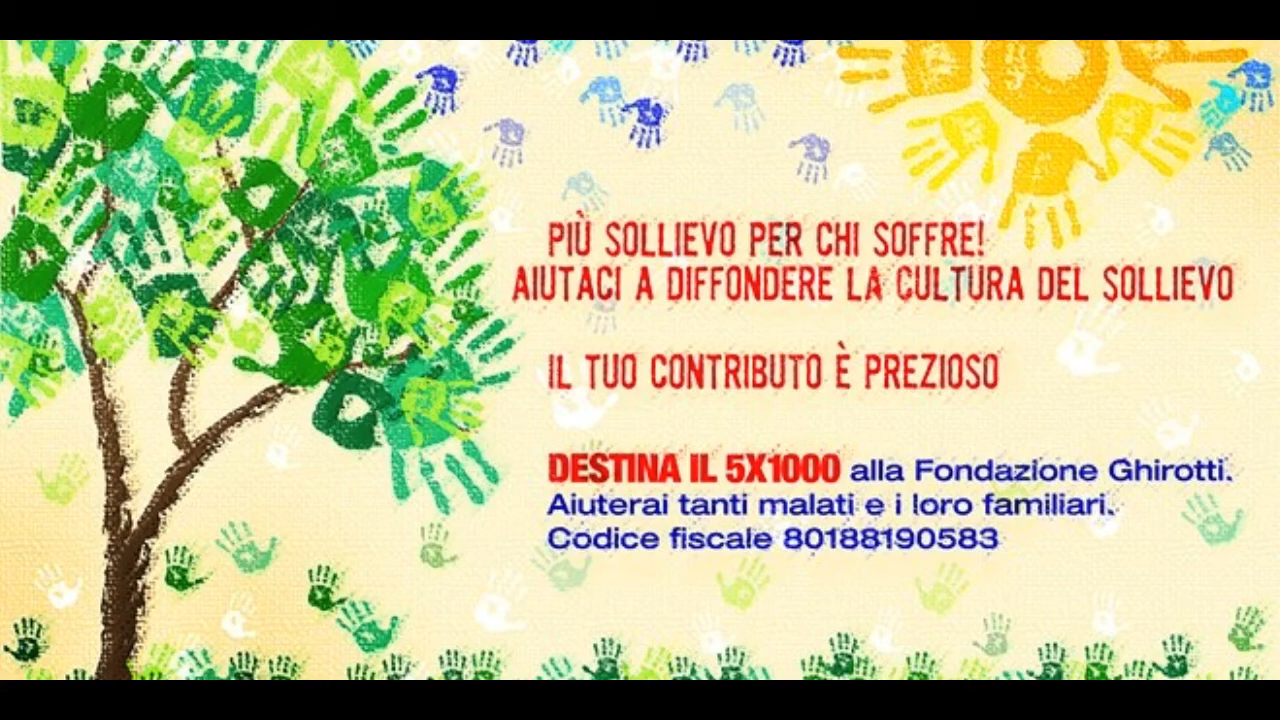 PIÙ SOLLIEVO PER CHI SOFFRE!
AIUTACI A DIFFONDERE LA CULTURA DEL SOLLIEVO
IL TUO CONTRIBUTO È PREZIOSO
DESTINA IL 5X1000 alla Fondazione Ghirotti.
Aiuterai tanti malati e i loro familiari.
Codice fiscale 80188190583